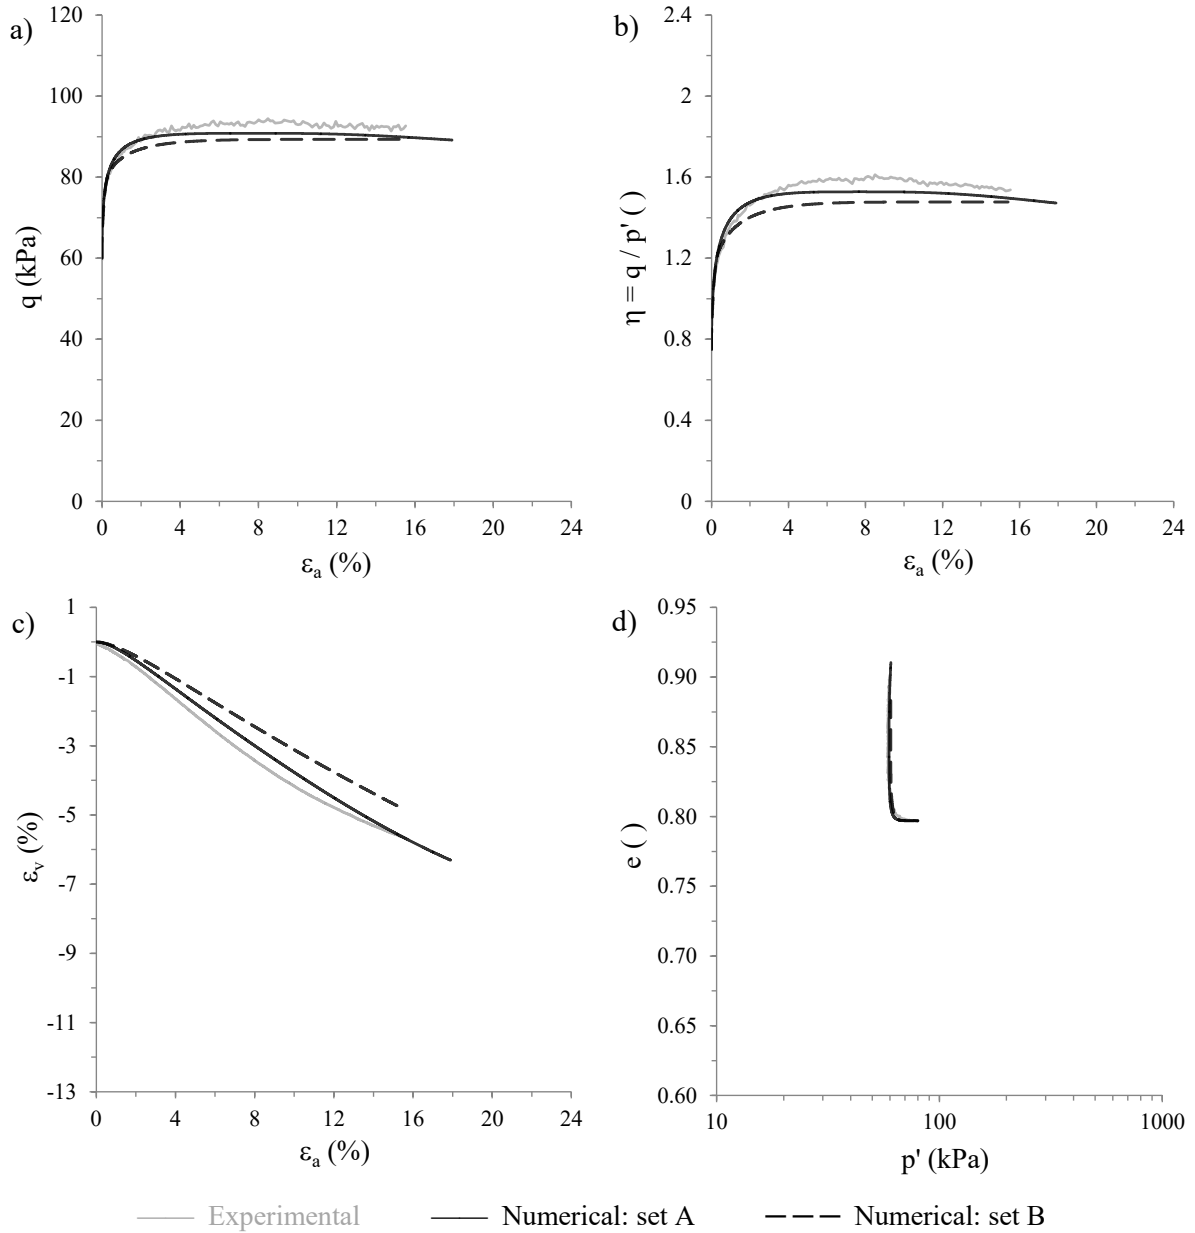 a)
120
100
80
60
40
20
0
q (kPa)
0 4 8 12 16 20 24
εa (%)
b)
2.4
2
1.6
1.2
0.8
0.4
0
η = q / p' ( )
0 4 8 12 16 20 24
εa (%)
c)
1
-1
-3
-5
-7
-9
-11
-13
εv (%)
0 4 8 12 16 20 24
εa (%)
d)
0.95
0.90
0.85
0.80
0.75
0.70
0.65
0.60
e ( )
10 100 1000
p' (kPa)
Experimental Numerical: set A Numerical: set B